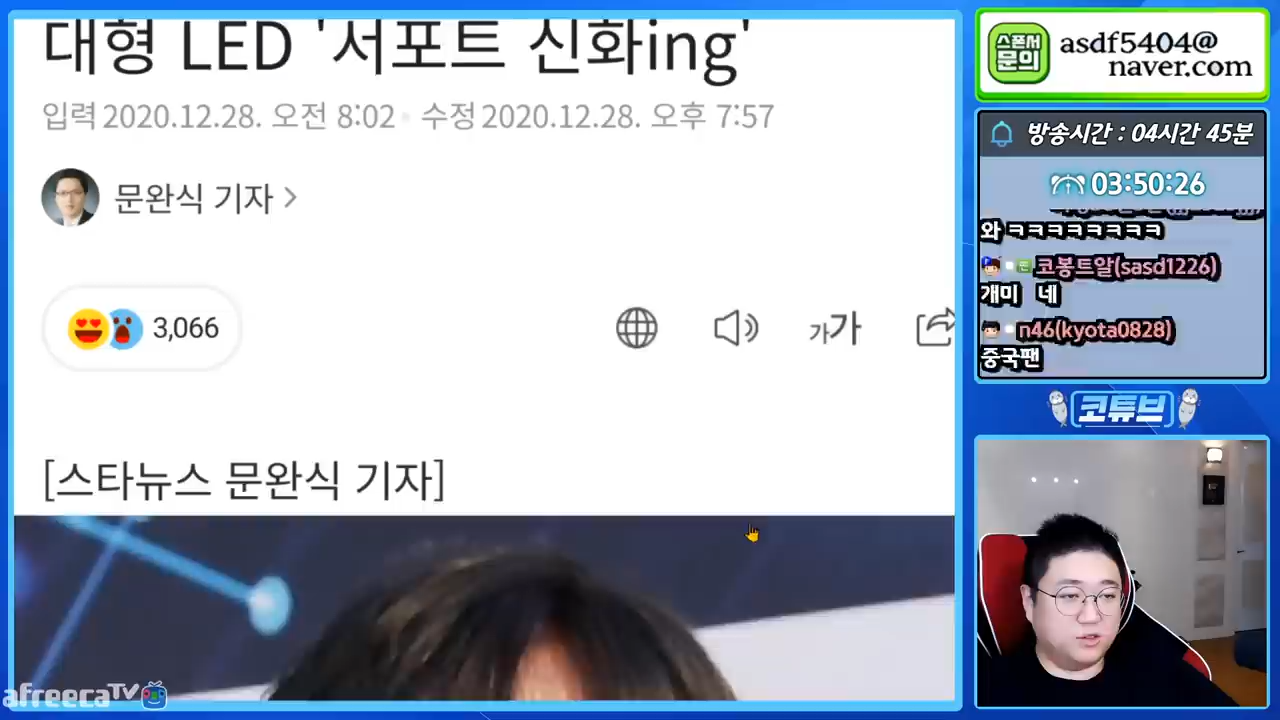 대형 LED '서포트 신화ing'
입력 2020.12.28. 오전 8:02 · 수정 2020.12.28. 오후 7:57
문완식 기자 >
3,066
가가
[스타뉴스 문완식 기자]
afreecaTV
스폰서
문의
asdf5404@
naver.com
방송시간 : 04시간 45분
03:50:26
와 ㅋㅋㅋㅋㅋㅋㅋㅋ
코봉트알(sasd1226)
개미 네
n46(kyota0828)
중국팬
코튜브